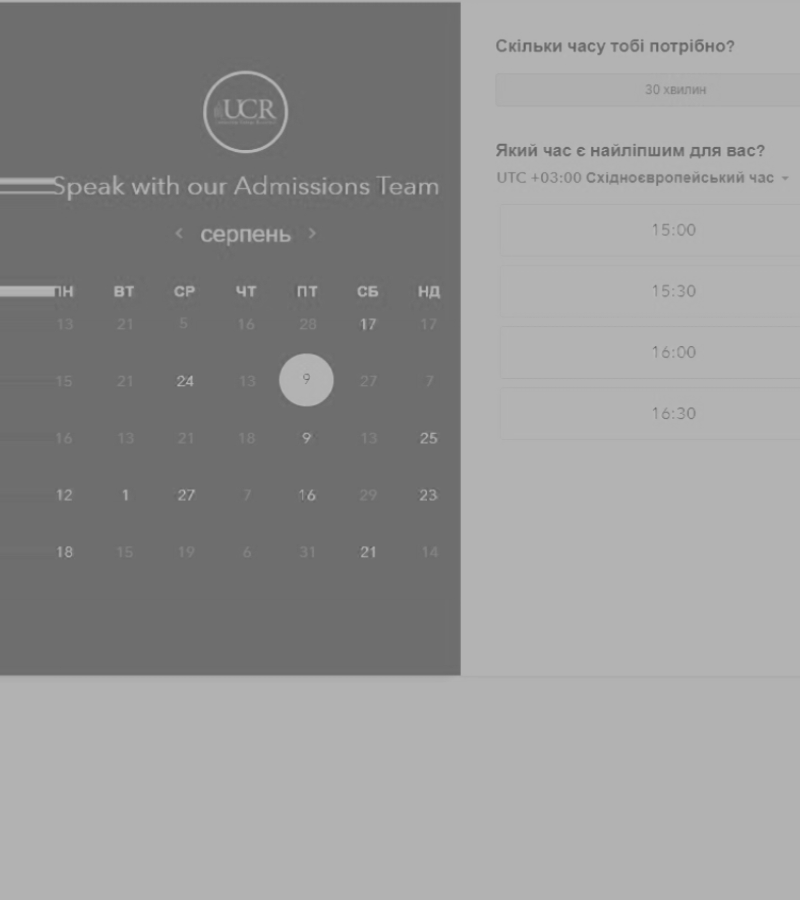 UCR
Speak with our Admissions Team
< серпень >
ПН ВТ СР ЧТ ПТ СБ НД
13 21 5 16 28 17 17
15 21 24 13 9 27 7
16 13 21 18 9 13 25
12 1 27 7 16 29 23
18 15 19 6 31 21 14
Скільки часу тобі потрібно?
30 хвилин
Який час є найліпшим для вас?
UTC +03:00 Східноєвропейський час
15:00
15:30
16:00
16:30